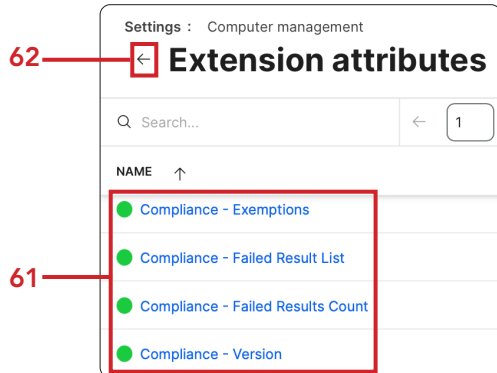 Settings : Computer management
62
← Extension attributes
Search...
← 1
NAME ↑
Compliance - Exemptions
Compliance - Failed Result List
61
Compliance - Failed Results Count
Compliance - Version